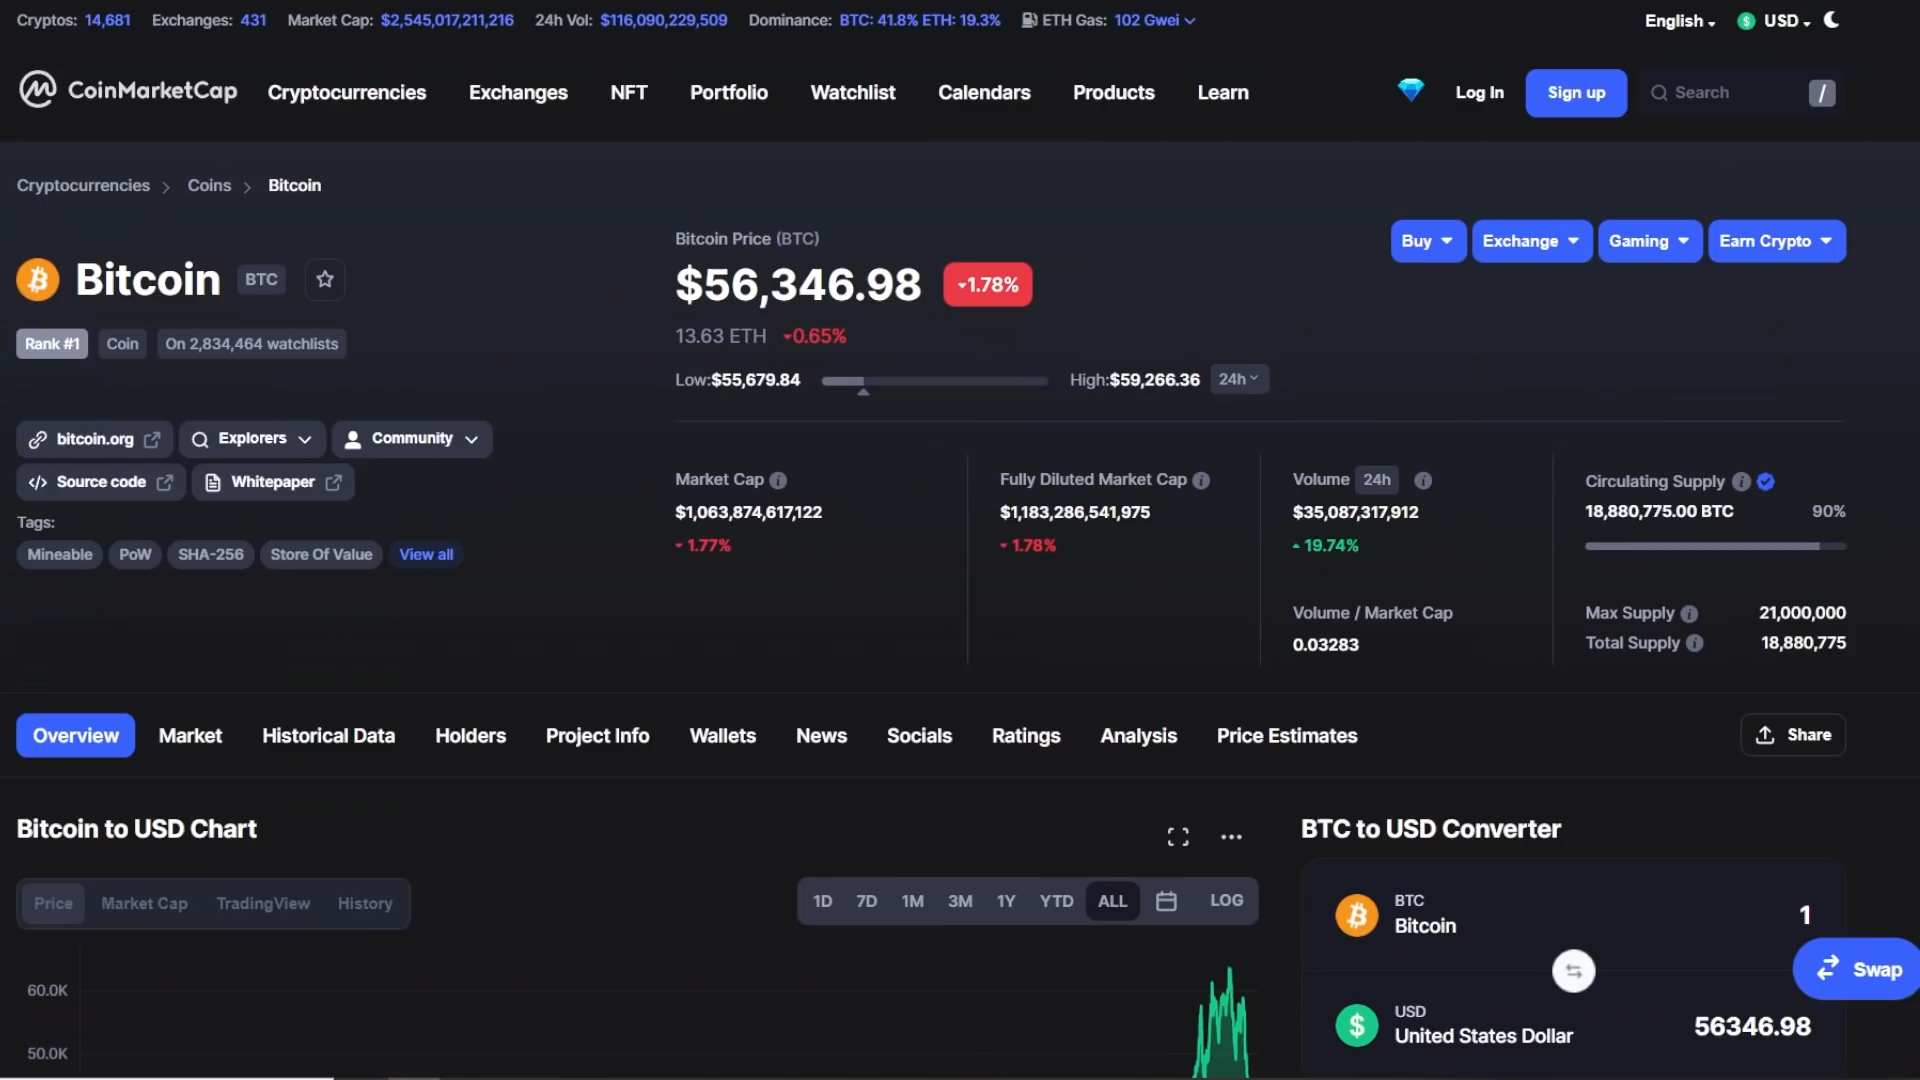 Cryptos: 14,681 Exchanges: 431 Market Cap: $2,545,017,211,216 24h Vol: $116,090,229,509 Dominance: BTC: 41.8% ETH: 19.3% ETH Gas: 102 Gwei English USD
CoinMarketCap Cryptocurrencies Exchanges NFT Portfolio Watchlist Calendars Products Learn Log In Sign up Search /
Cryptocurrencies Coins Bitcoin
Bitcoin BTC
Rank #1 Coin On 2,834,464 watchlists
bitcoin.org Explorers Community
Source code Whitepaper
Tags:
Mineable PoW SHA-256 Store Of Value View all
Bitcoin Price (BTC)
$56,346.98 1.78%
13.63 ETH 0.65%
Low:$55,679.84 High:$59,266.36 24h
Buy Exchange Gaming Earn Crypto
Market Cap
$1,063,874,617,122
1.77%
Fully Diluted Market Cap
$1,183,286,541,975
1.78%
Volume 24h
$35,087,317,912
19.74%
Volume / Market Cap
0.03283
Circulating Supply
18,880,775.00 BTC 90%
Max Supply 21,000,000
Total Supply 18,880,775
Overview Market Historical Data Holders Project Info Wallets News Socials Ratings Analysis Price Estimates Share
Bitcoin to USD Chart
Price Market Cap TradingView History 1D 7D 1M 3M 1Y YTD ALL LOG
60.0K
50.0K
BTC to USD Converter
BTC
Bitcoin 1
Swap
USD
United States Dollar 56346.98